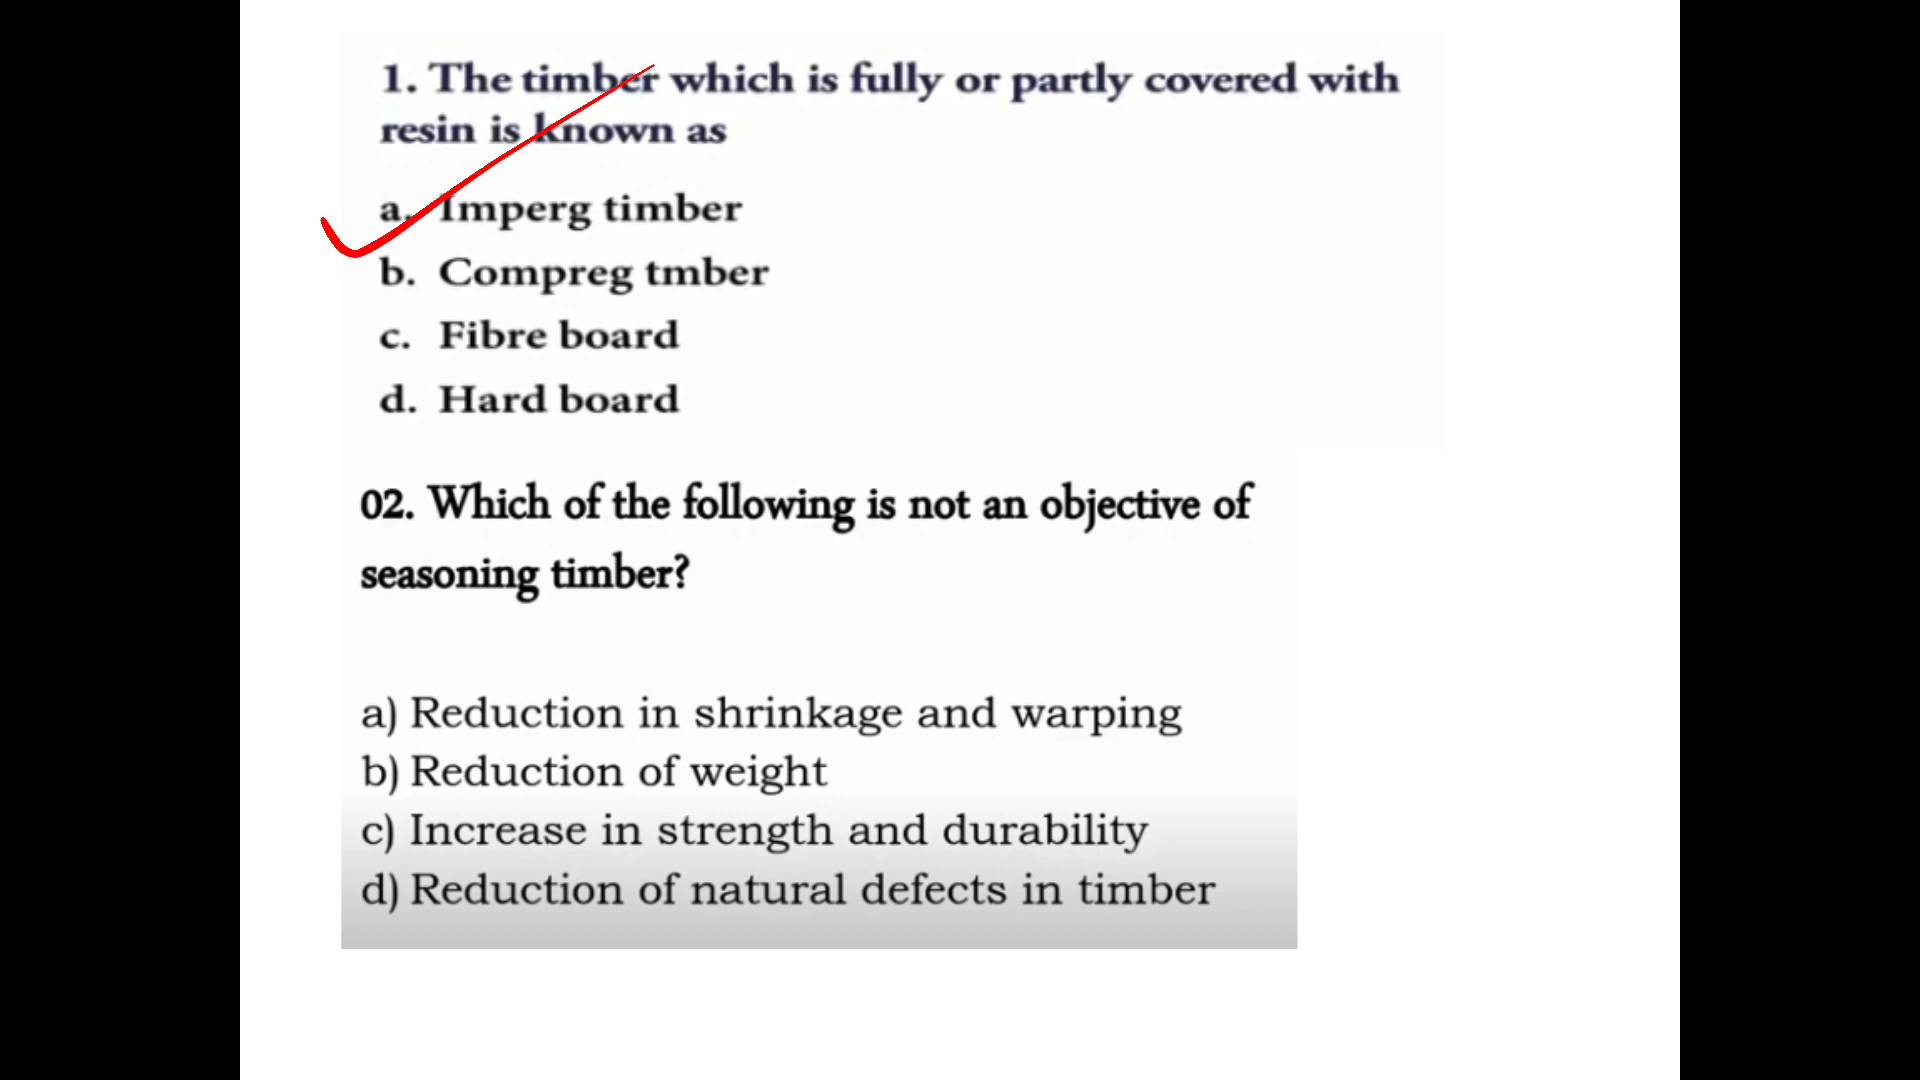 1. The timber which is fully or partly covered with
resin is known as
a. Imperg timber
b. Compreg tmber
c. Fibre board
d. Hard board
02. Which of the following is not an objective of
seasoning timber?
a) Reduction in shrinkage and warping
b) Reduction of weight
c) Increase in strength and durability
d) Reduction of natural defects in timber